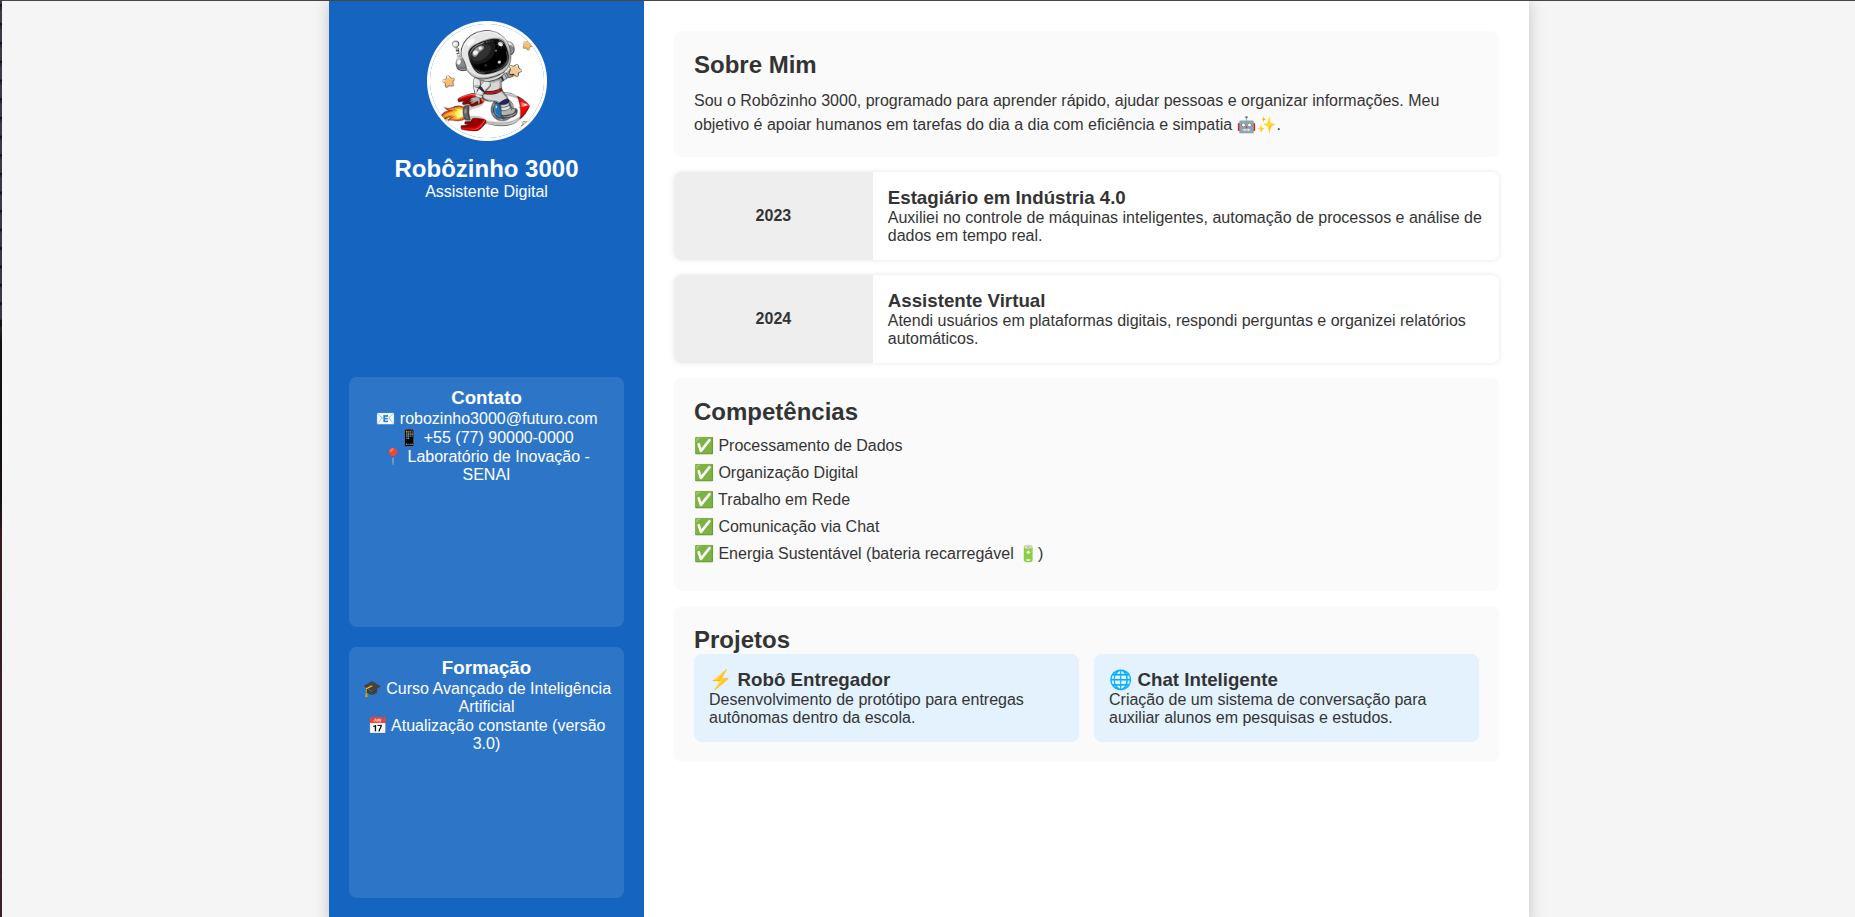 Robôzinho 3000
Assistente Digital
Contato
📧 robozinho3000@futuro.com
📱 +55 (77) 90000-0000
📍 Laboratório de Inovação -
SENAI
Formação
🎓 Curso Avançado de Inteligência
Artificial
📅 Atualização constante (versão
3.0)
Sobre Mim
Sou o Robôzinho 3000, programado para aprender rápido, ajudar pessoas e organizar informações. Meu
objetivo é apoiar humanos em tarefas do dia a dia com eficiência e simpatia 🤖✨.
2023
Estagiário em Indústria 4.0
Auxiliei no controle de máquinas inteligentes, automação de processos e análise de
dados em tempo real.
2024
Assistente Virtual
Atendi usuários em plataformas digitais, respondi perguntas e organizei relatórios
automáticos.
Competências
✅ Processamento de Dados
✅ Organização Digital
✅ Trabalho em Rede
✅ Comunicação via Chat
✅ Energia Sustentável (bateria recarregável 🔋)
Projetos
⚡ Robô Entregador
Desenvolvimento de protótipo para entregas
autônomas dentro da escola.
🌐 Chat Inteligente
Criação de um sistema de conversação para
auxiliar alunos em pesquisas e estudos.